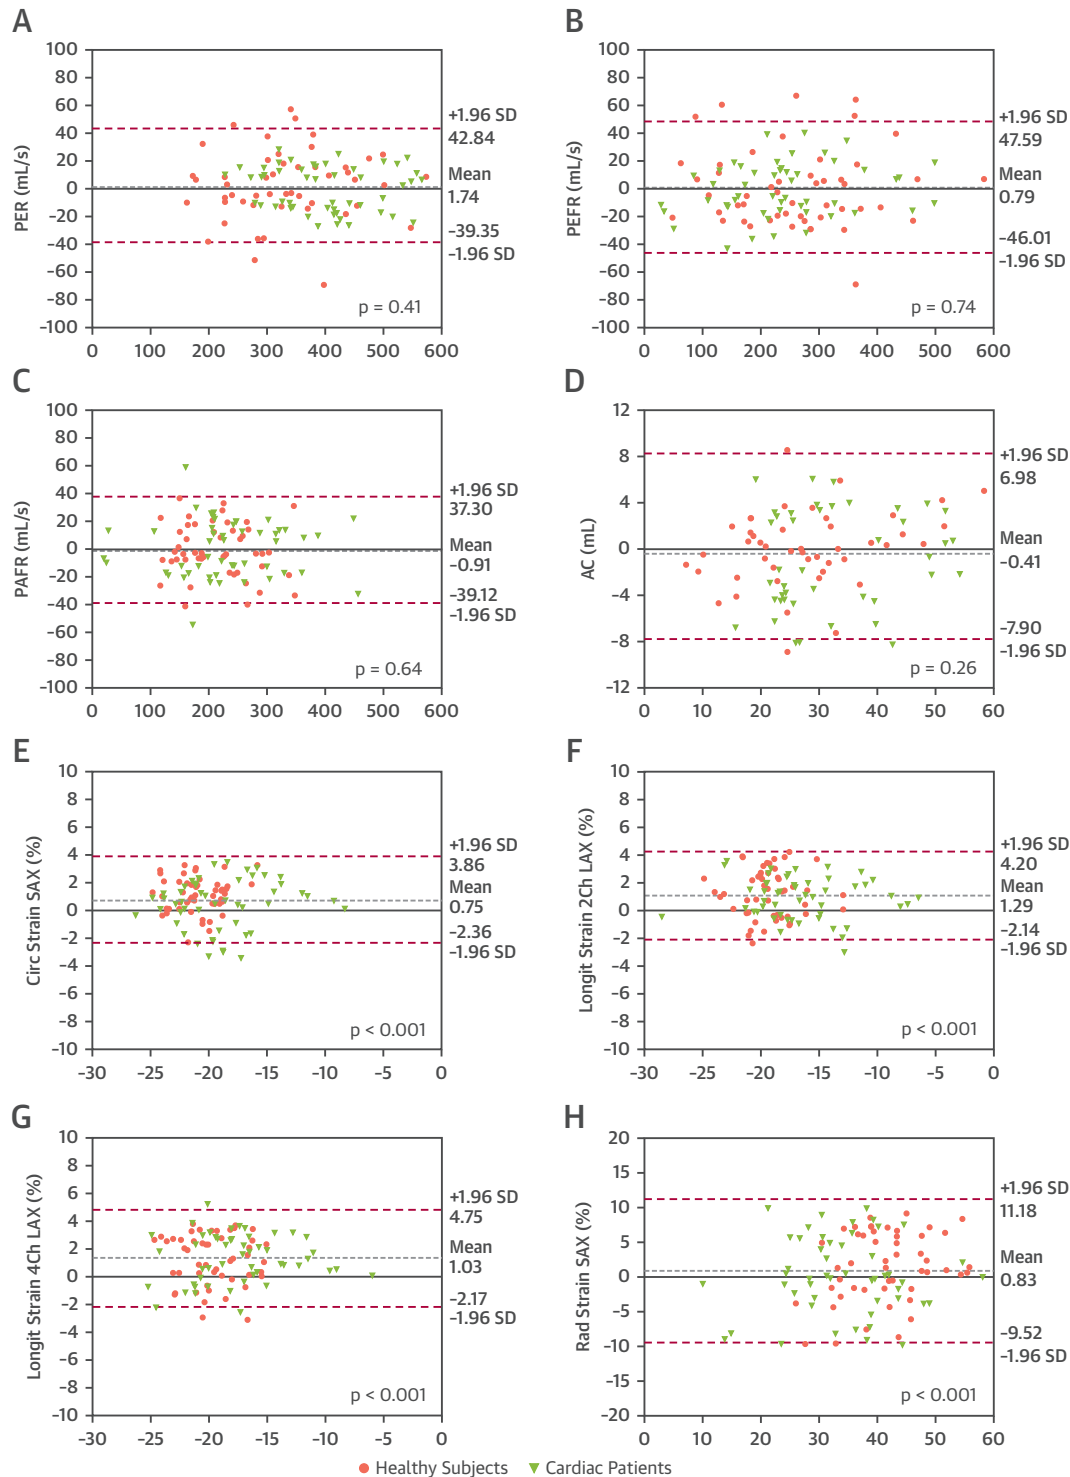 A
PER (mL/s)
100
80
60
40
20
0
-20
-40
-60
-80
-100
0 100 200 300 400 500 600
+1.96 SD
42.84
Mean
1.74
-39.35
-1.96 SD
p = 0.41
B
PEFR (mL/s)
100
80
60
40
20
0
-20
-40
-60
-80
-100
0 100 200 300 400 500 600
+1.96 SD
47.59
Mean
0.79
-46.01
-1.96 SD
p = 0.74
C
PAFR (mL/s)
100
80
60
40
20
0
-20
-40
-60
-80
-100
0 100 200 300 400 500 600
+1.96 SD
37.30
Mean
-0.91
-39.12
-1.96 SD
p = 0.64
D
AC (mL)
12
8
4
0
-4
-8
-12
0 10 20 30 40 50 60
+1.96 SD
6.98
Mean
-0.41
-7.90
-1.96 SD
p = 0.26
E
Circ Strain SAX (%)
10
8
6
4
2
0
-2
-4
-6
-8
-10
-30 -25 -20 -15 -10 -5 0
+1.96 SD
3.86
Mean
0.75
-2.36
-1.96 SD
p < 0.001
F
Longit Strain 2Ch LAX (%)
10
8
6
4
2
0
-2
-4
-6
-8
-10
-30 -25 -20 -15 -10 -5 0
+1.96 SD
4.20
Mean
1.29
-2.14
-1.96 SD
p < 0.001
G
Longit Strain 4Ch LAX (%)
10
8
6
4
2
0
-2
-4
-6
-8
-10
-30 -25 -20 -15 -10 -5 0
+1.96 SD
4.75
Mean
1.03
-2.17
-1.96 SD
p < 0.001
H
Rad Strain SAX (%)
20
15
10
5
0
-5
-10
-15
-20
0 10 20 30 40 50 60
+1.96 SD
11.18
Mean
0.83
-9.52
-1.96 SD
p < 0.001
Healthy Subjects Cardiac Patients